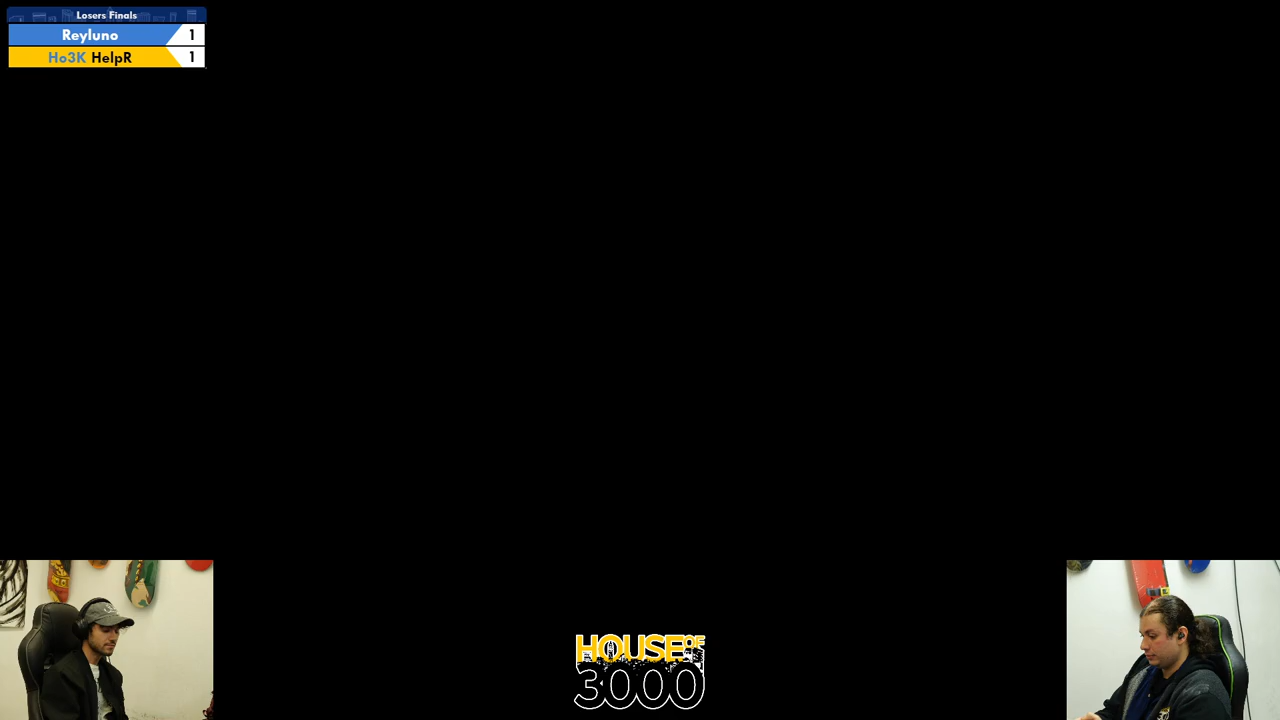 Losers Finals
Reyluno 1
Ho3K HelpR 1
HOUSE OF
3000